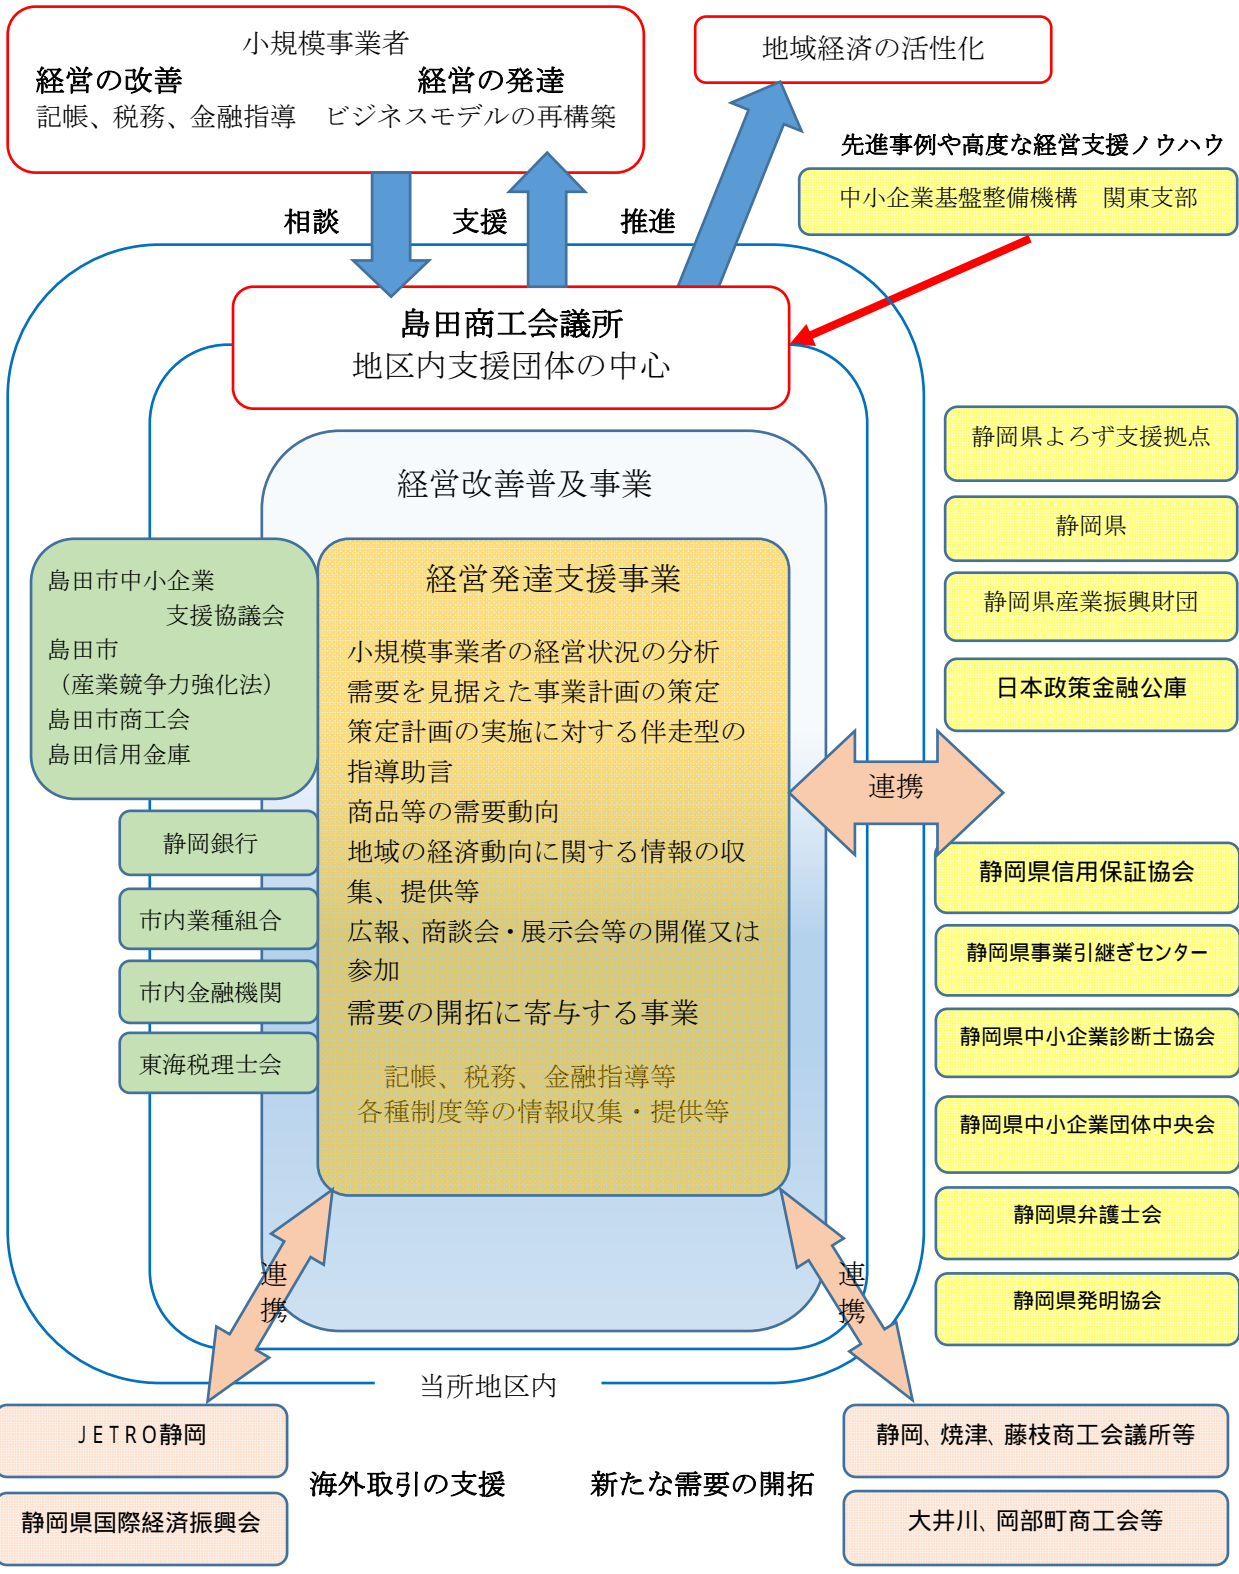 小規模事業者
経営の改善　経営の発達
記帳、税務、金融指導　ビジネスモデルの再構築
地域経済の活性化
先進事例や高度な経営支援ノウハウ
中小企業基盤整備機構　関東支部
相談　支援　推進
島田商工会議所
地区内支援団体の中心
経営改善普及事業
経営発達支援事業
小規模事業者の経営状況の分析
需要を見据えた事業計画の策定
策定計画の実施に対する伴走型の
指導助言
商品等の需要動向
地域の経済動向に関する情報の収
集、提供等
広報、商談会・展示会等の開催又は
参加
需要の開拓に寄与する事業
記帳、税務、金融指導等
各種制度等の情報収集・提供等
島田市中小企業
支援協議会
島田市
（産業競争力強化法）
島田市商工会
島田信用金庫
静岡銀行
市内業種組合
市内金融機関
東海税理士会
静岡県よろず支援拠点
静岡県
静岡県産業振興財団
日本政策金融公庫
連携
静岡県信用保証協会
静岡県事業引継ぎセンター
静岡県中小企業診断士協会
静岡県中小企業団体中央会
静岡県弁護士会
静岡県発明協会
連
携
連
携
当所地区内
JETRO静岡
静岡県国際経済振興会
海外取引の支援
新たな需要の開拓
静岡、焼津、藤枝商工会議所等
大井川、岡部町商工会等